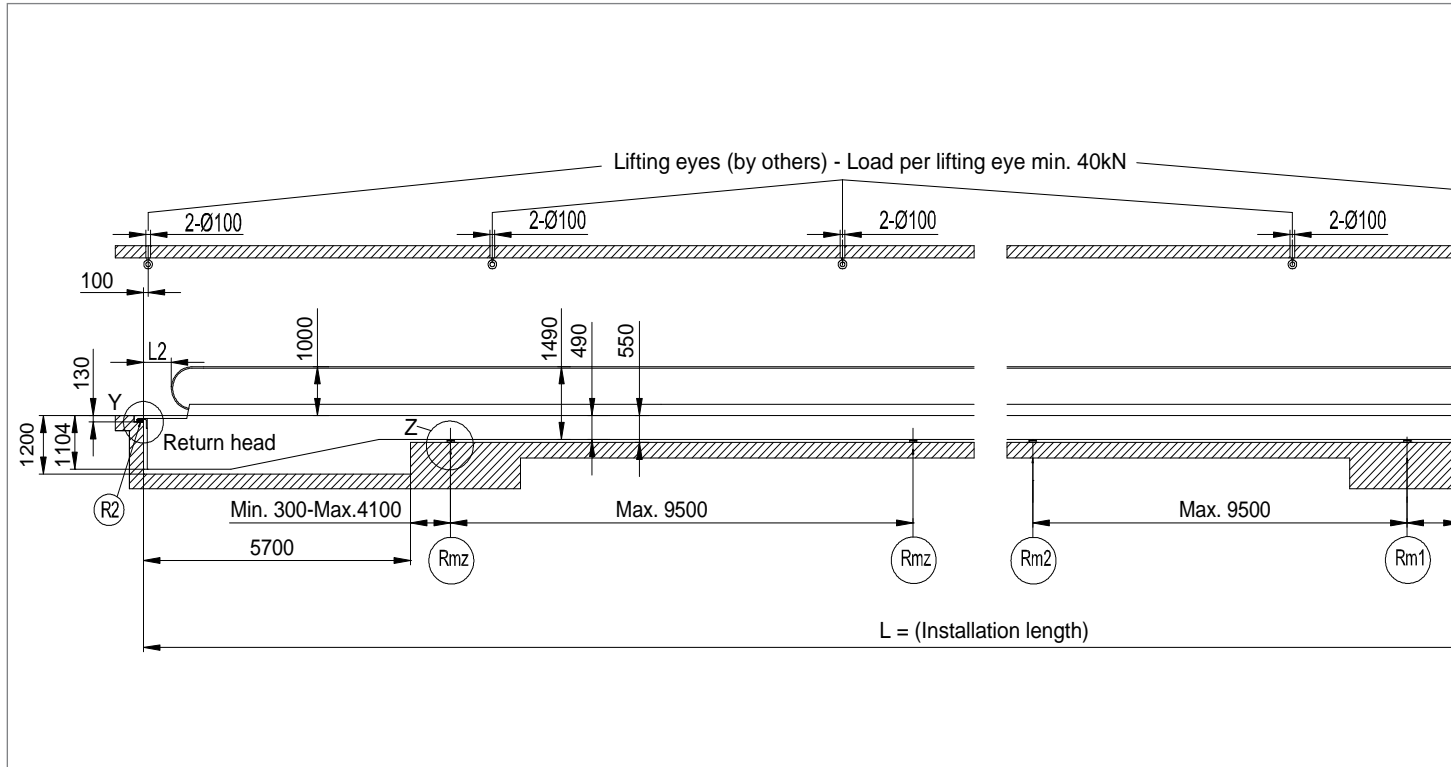 Lifting eyes (by others) - Load per lifting eye min. 40kN
2-Ø100
2-Ø100
2-Ø100
2-Ø100
100
L2
1000
1490
490
550
130
Y
Z
1200
1104
Return head
R2
Min. 300-Max.4100
Max. 9500
Max. 9500
5700
Rmz
Rmz
Rm2
Rm1
L = (Installation length)